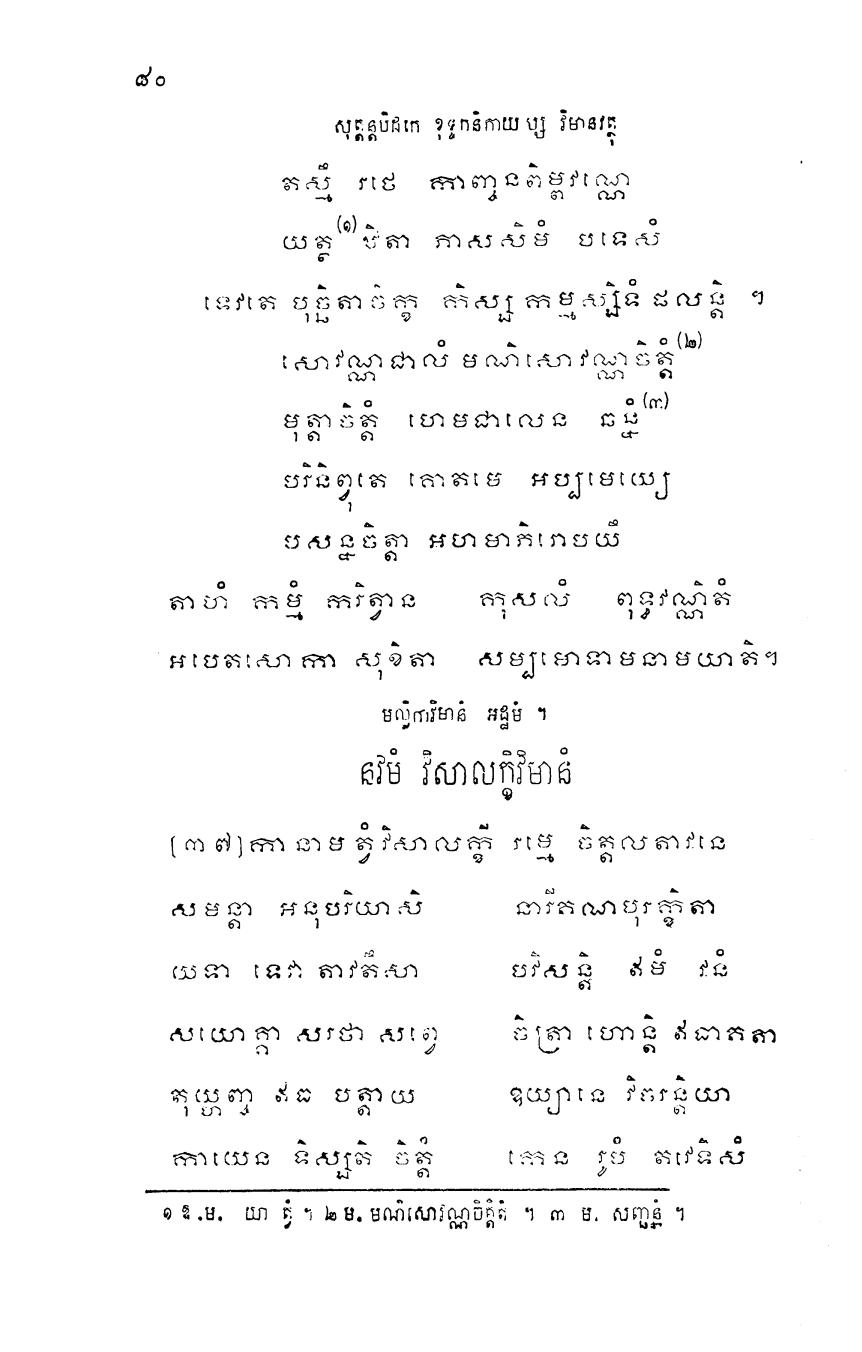 ៨០
សុត្តន្តបិដកេ ខុទ្ទកនិកាយ ប្ស វិមានវត្ថុ
តស្មឹ រថេ កាញ្ចនពិម្ពវណ្ណេ
យត្ថ(១)ឋិតា ភាសសិមំ បទេសំ
ទេវតេ បុច្ឆិតាចិក្ខ កិស្ស កម្មស្សិទំ ផលន្តិ ។
សោវណ្ណជាលំ មណិសោវណ្ណចិត្តំ(២)
មុត្តាចិត្តំ ហេមជាលេន ឆន្នំ(៣)
បរិនិព្វុតេ គោតមេ អប្បមេយ្យេ
បសន្នចិត្តា អហមាភិរោបយឹ
តាហំ កម្មំ ករិត្វាន កុសលំ ពុទ្ធវណ្ណិតំ
អបេតសោកា សុខិតា សម្បមោទាមនាមយាតិ។
មល្លិកាវិមានំ អដ្ឋមំ ។
នវមំ វិសាលក្ខិវិមានំ
[៣៧] កា នាម ត្វំ វិសាលក្ខី រម្មេ ចិត្តលតាវនេ
សមន្តា អនុបរិយាសិ នារីគណបុរក្ខិតា
យទា ទេវា តាវតឹសា បវិសន្តិ ឥមំ វនំ
សយោគ្គា សរថា សព្វេ ចិត្រា ហោន្តិ ឥធាគតា
តុយ្ហញ្ច ឥធ បត្តាយ ឧយ្យានេ វិចរន្តិយា
កាយេន ទិស្សតិ ចិត្តំ កេន រូបំ តវេទិសំ
១ ឱ.ម. យា ត្វំ ។ ២ ម. មណិសោវណ្ណចិត្តិតំ ។ ៣ ម. សញ្ឆន្នំ ។